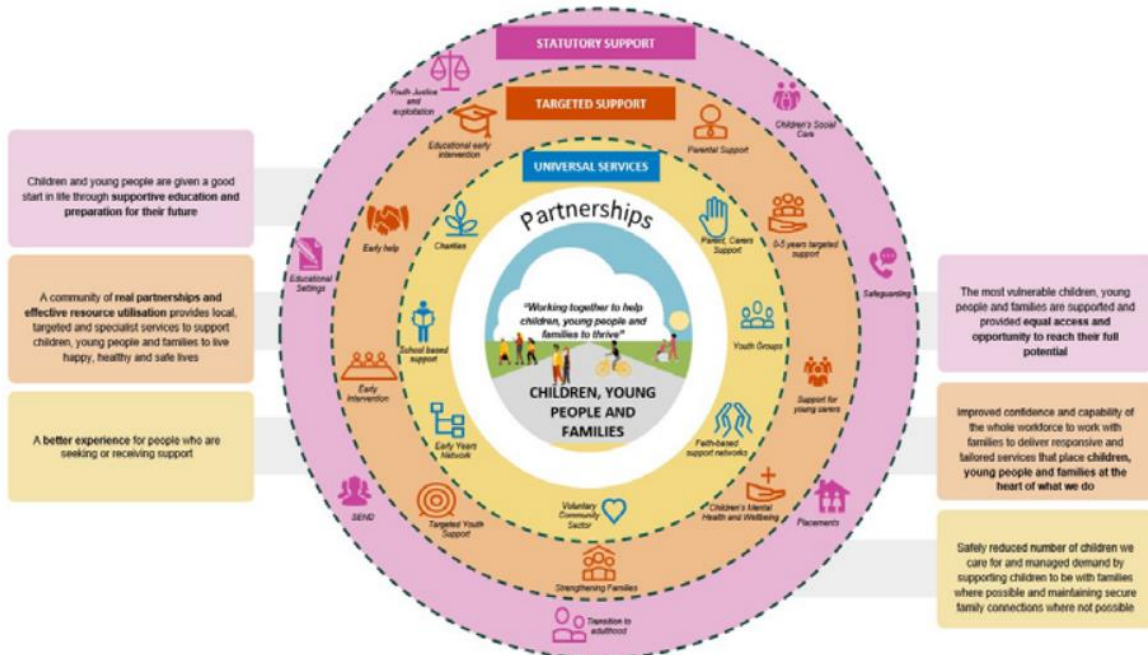 STATUTORY SUPPORT
Youth Justice
and
exploitation
Children's Social
Care
Educational
Settings
Safeguarding
SEND
Placements
Transition to
adulthood
TARGETED SUPPORT
Educational early
intervention
Parental Support
Early help
0-5 years targeted
support
Early
intervention
Support for
young carers
Targeted Youth
Support
Children's Mental
Health and Wellbeing
Strengthening Families
UNIVERSAL SERVICES
Charities
Parent, Carers
Support
School based
support
Youth Groups
Early Years
Network
Faith-based
support networks
Voluntary
Community
Sector
Partnerships
"Working together to help
children, young people and
families to thrive"
CHILDREN, YOUNG
PEOPLE AND
FAMILIES
Children and young people are given a good
start in life through supportive education and
preparation for their future
A community of real partnerships and
effective resource utilisation provides local,
targeted and specialist services to support
children, young people and families to live
happy, healthy and safe lives
A better experience for people who are
seeking or receiving support
The most vulnerable children, young
people and families are supported and
provided equal access and
opportunity to reach their full
potential
Improved confidence and capability of
the whole workforce to work with
families to deliver responsive and
tailored services that place children,
young people and families at the
heart of what we do
Safely reduced number of children we
care for and managed demand by
supporting children to be with families
where possible and maintaining secure
family connections where not possible